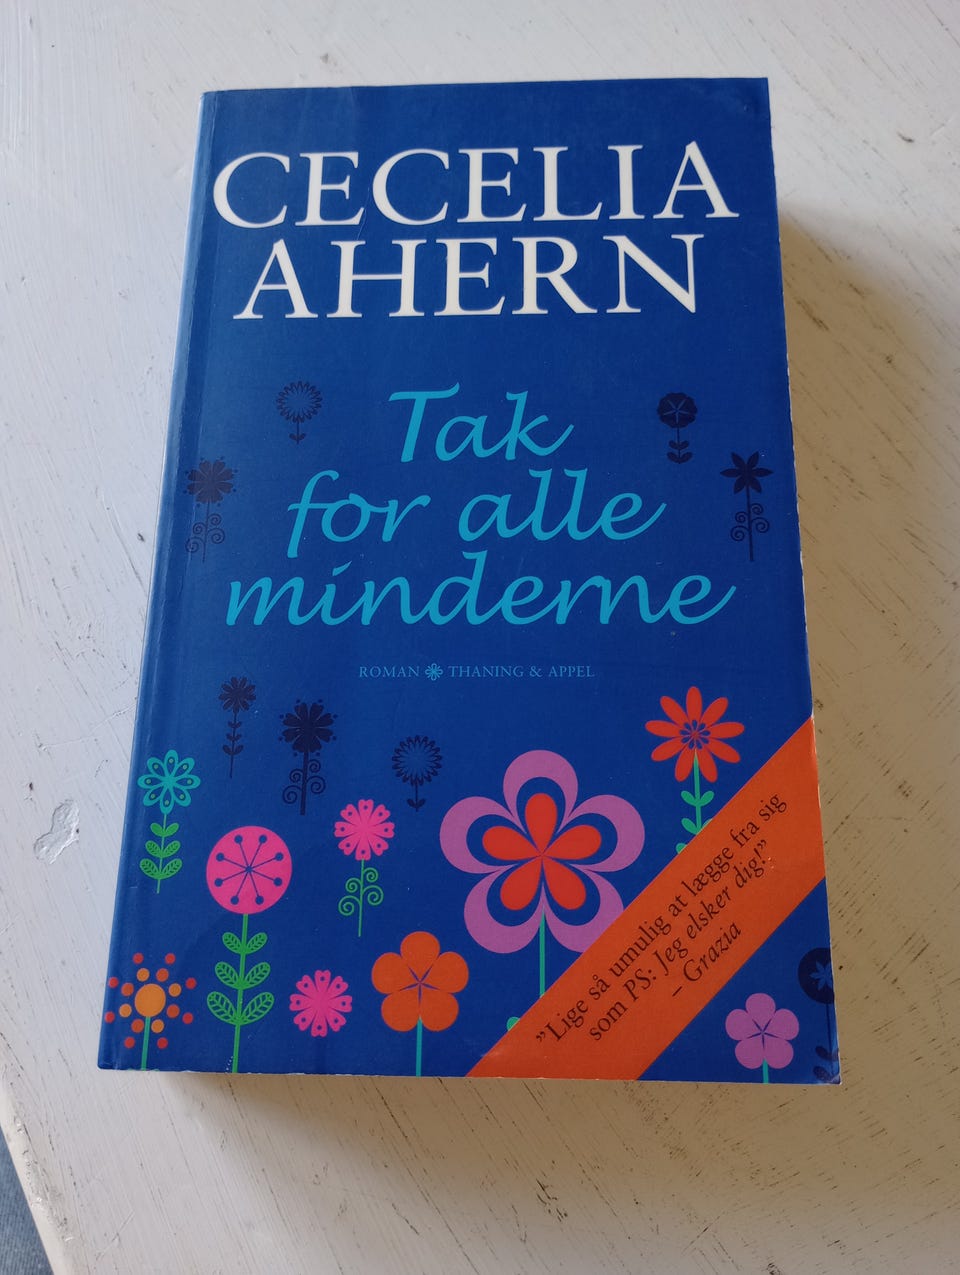 CECELIA
AHERN
Tak
for alle
minderne
ROMAN THANING & APPEL
"Lige så umulig at lægge fra sig
som PS: Jeg elsker dig!"
– Grazia